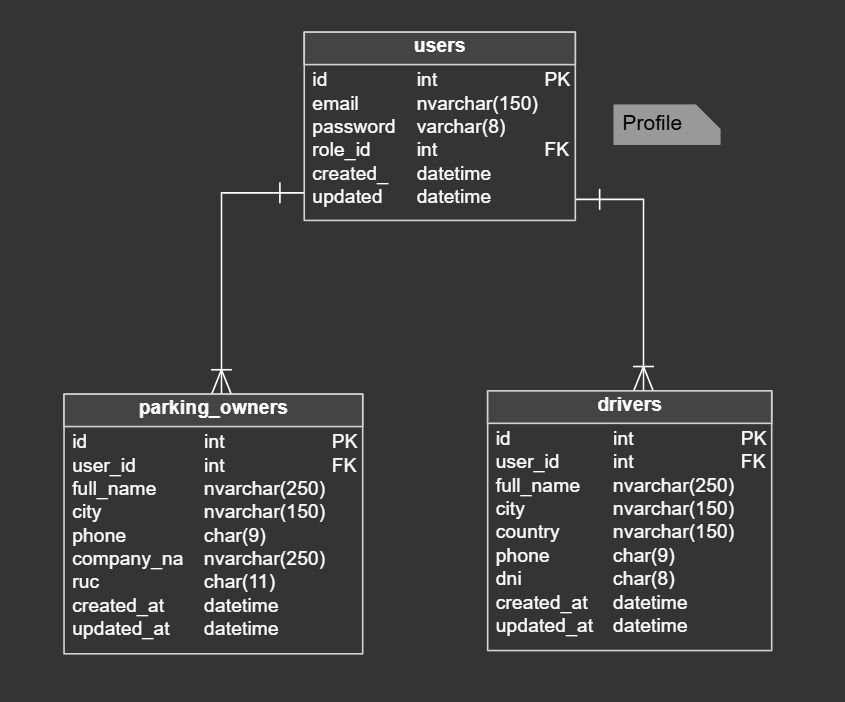 users
id int PK
email nvarchar(150)
password varchar(8)
role_id int FK
created_ datetime
updated datetime
Profile
parking_owners
id int PK
user_id int FK
full_name nvarchar(250)
city nvarchar(150)
phone char(9)
company_na nvarchar(250)
ruc char(11)
created_at datetime
updated_at datetime
drivers
id int PK
user_id int FK
full_name nvarchar(250)
city nvarchar(150)
country nvarchar(150)
phone char(9)
dni char(8)
created_at datetime
updated_at datetime